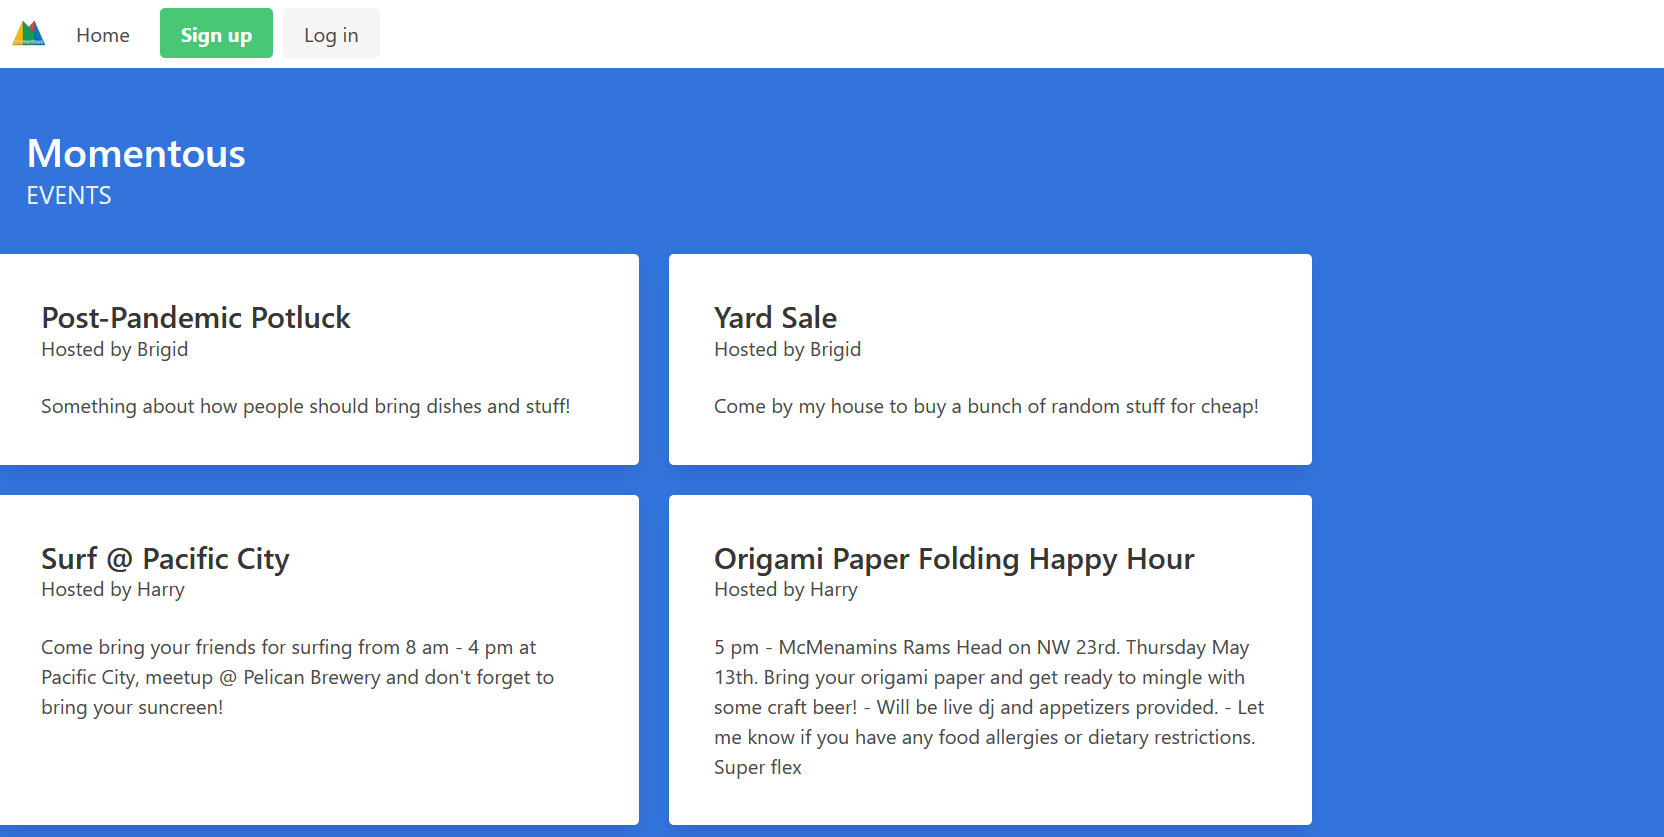 momentous
Home
Sign up
Log in
Momentous
EVENTS
Post-Pandemic Potluck
Hosted by Brigid
Something about how people should bring dishes and stuff!
Yard Sale
Hosted by Brigid
Come by my house to buy a bunch of random stuff for cheap!
Surf @ Pacific City
Hosted by Harry
Come bring your friends for surfing from 8 am - 4 pm at
Pacific City, meetup @ Pelican Brewery and don't forget to
bring your suncreen!
Origami Paper Folding Happy Hour
Hosted by Harry
5 pm - McMenamins Rams Head on NW 23rd. Thursday May
13th. Bring your origami paper and get ready to mingle with
some craft beer! - Will be live dj and appetizers provided. - Let
me know if you have any food allergies or dietary restrictions.
Super flex